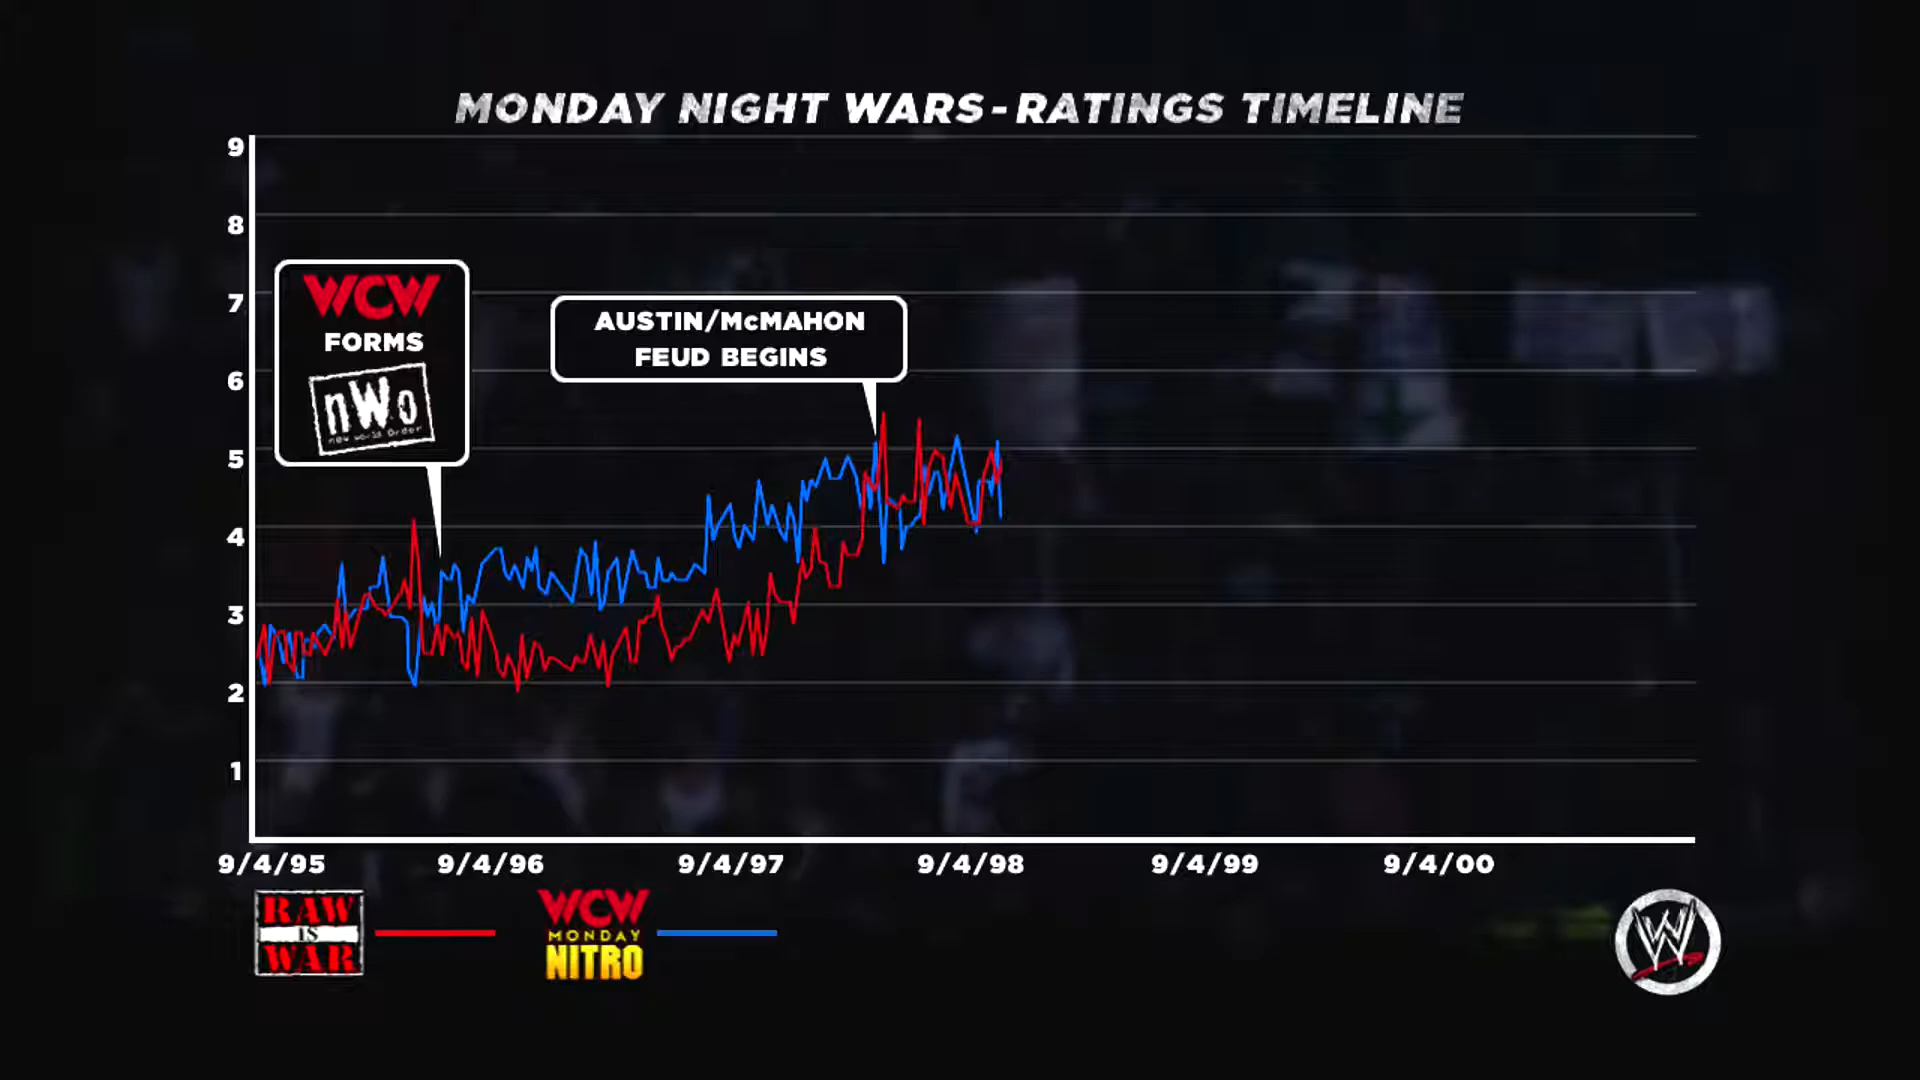 MONDAY NIGHT WARS - RATINGS TIMELINE
9
8
7
6
5
4
3
2
1
WCW
FORMS
nWo
new world order
AUSTIN/McMAHON
FEUD BEGINS
9/4/95 9/4/96 9/4/97 9/4/98 9/4/99 9/4/00
RAW
IS
WAR
WCW
MONDAY
NITRO
W